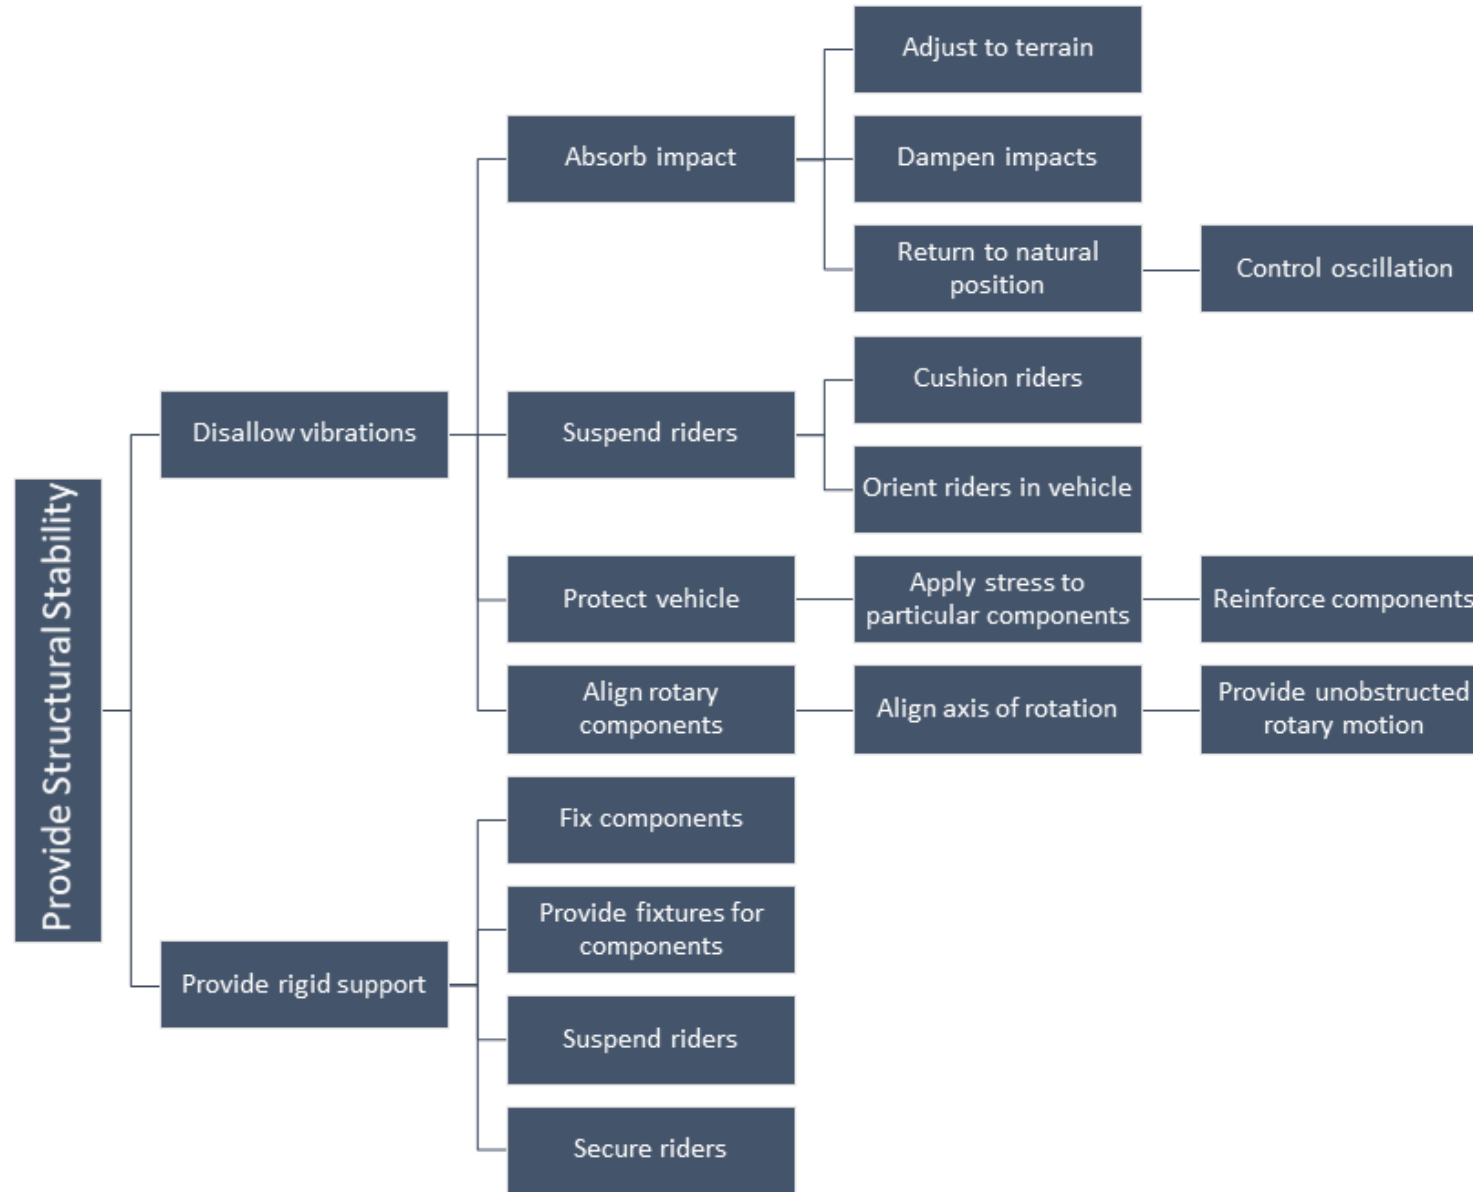 Provide Structural Stability
Disallow vibrations
Absorb impact
Adjust to terrain
Dampen impacts
Return to natural
position
Control oscillation
Suspend riders
Cushion riders
Orient riders in vehicle
Protect vehicle
Apply stress to
particular components
Reinforce components
Align rotary
components
Align axis of rotation
Provide unobstructed
rotary motion
Provide rigid support
Fix components
Provide fixtures for
components
Suspend riders
Secure riders